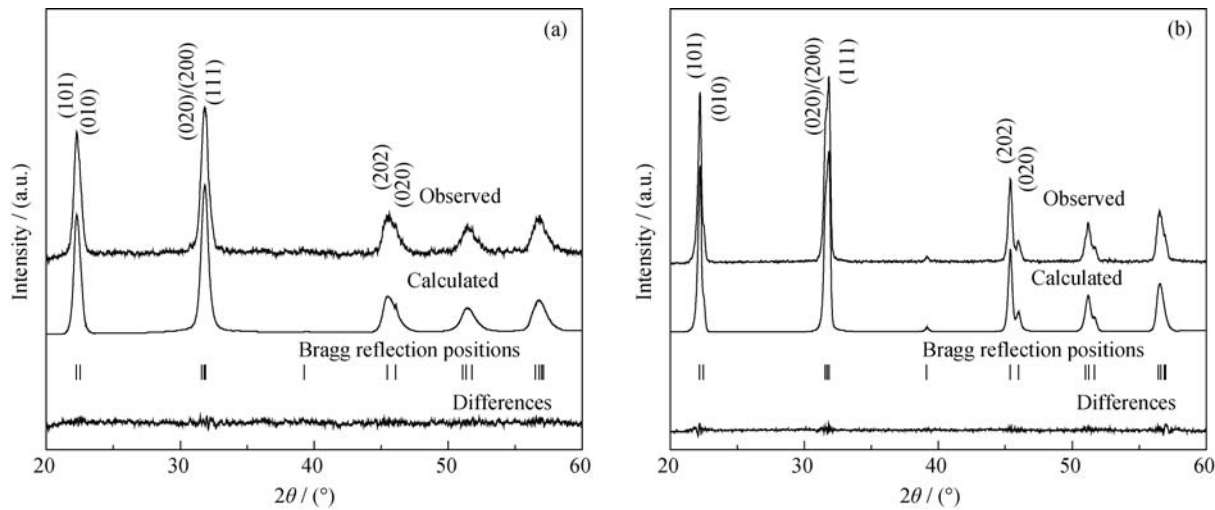 (a)
(101)
(010)
(020)/(200)
(111)
(202)
(020)
Observed
Calculated
Bragg reflection positions
Differences
Intensity / (a.u.)
20 30 40 50 60
2θ / (°)
(b)
(101)
(010)
(020)/(200)
(111)
(202)
(020)
Observed
Calculated
Bragg reflection positions
Differences
Intensity / (a.u.)
20 30 40 50 60
2θ / (°)